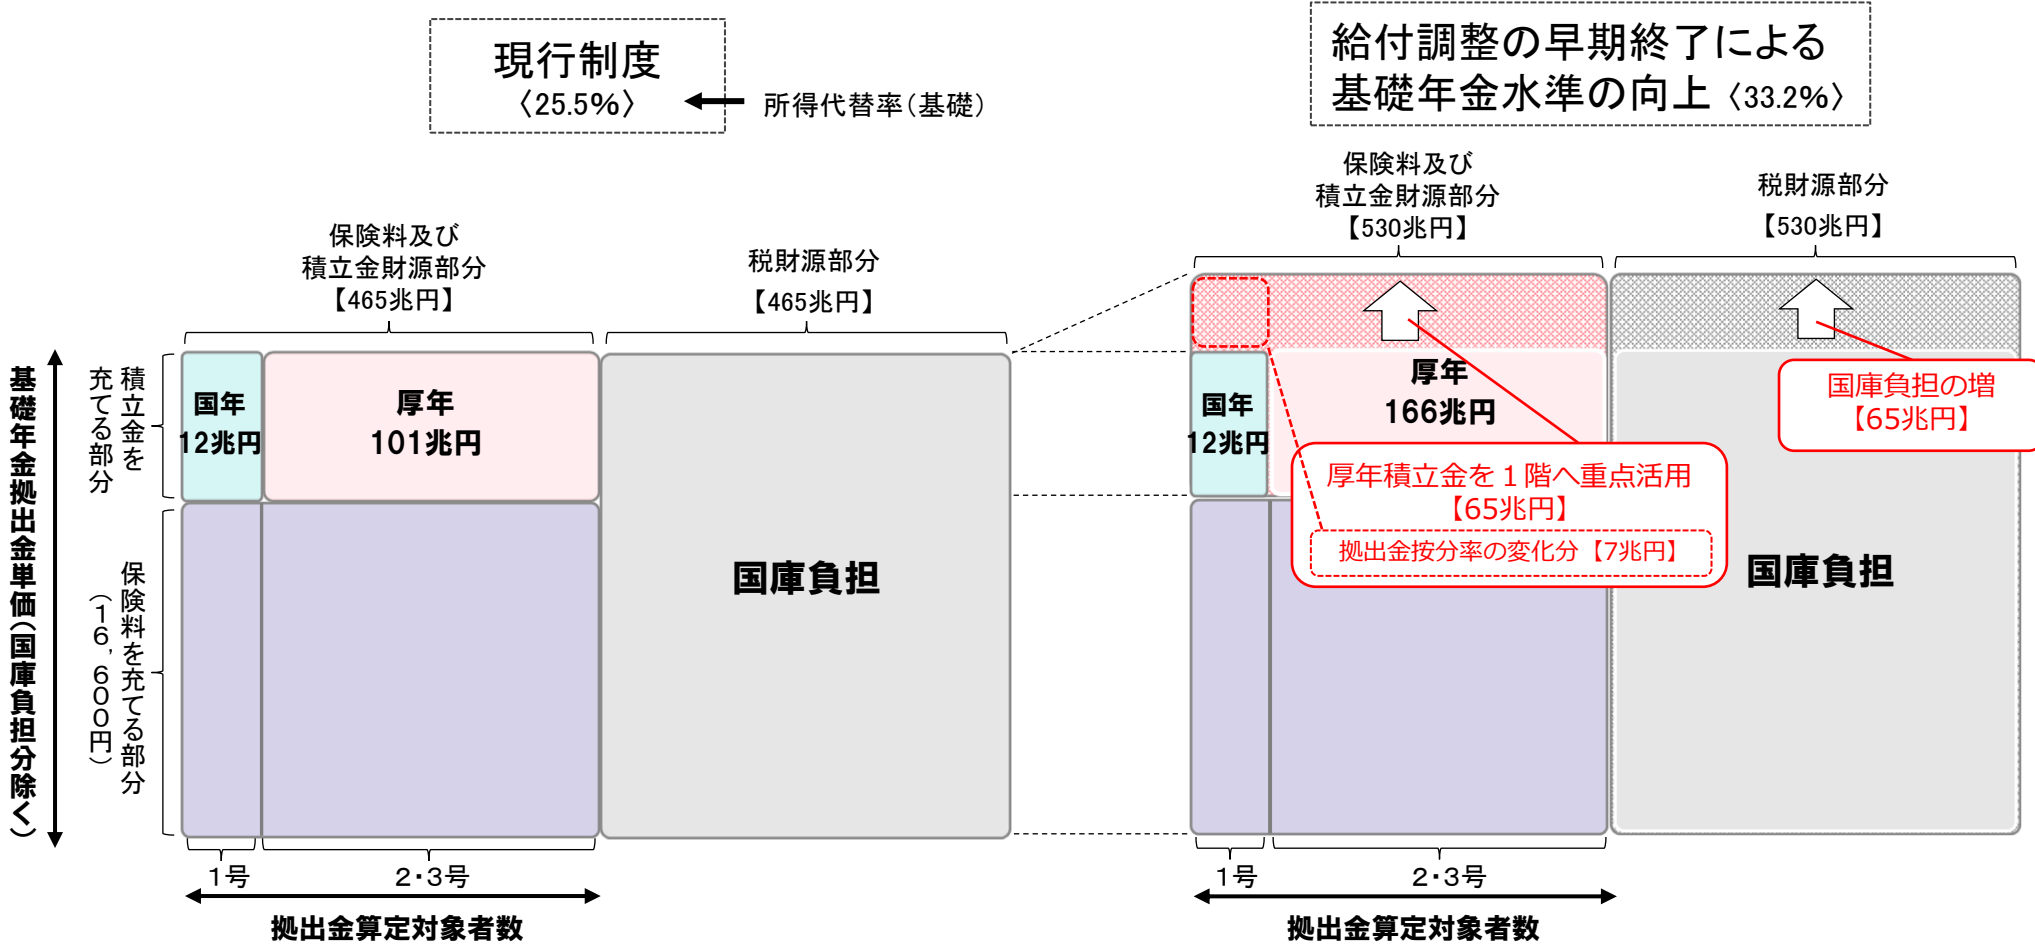 現行制度
〈25.5%〉
所得代替率(基礎)
給付調整の早期終了による
基礎年金水準の向上 〈33.2%〉
保険料及び
積立金財源部分
【465兆円】
税財源部分
【465兆円】
保険料及び
積立金財源部分
【530兆円】
税財源部分
【530兆円】
基礎年金拠出金単価(国庫負担分除く)
積立金を
充てる部分
保険料を充てる部分
(16,600円)
国年
12兆円
厚年
101兆円
国庫負担
1号
2・3号
拠出金算定対象者数
国年
12兆円
厚年
166兆円
厚年積立金を1階へ重点活用
【65兆円】
拠出金按分率の変化分【7兆円】
国庫負担の増
【65兆円】
国庫負担
1号
2・3号
拠出金算定対象者数